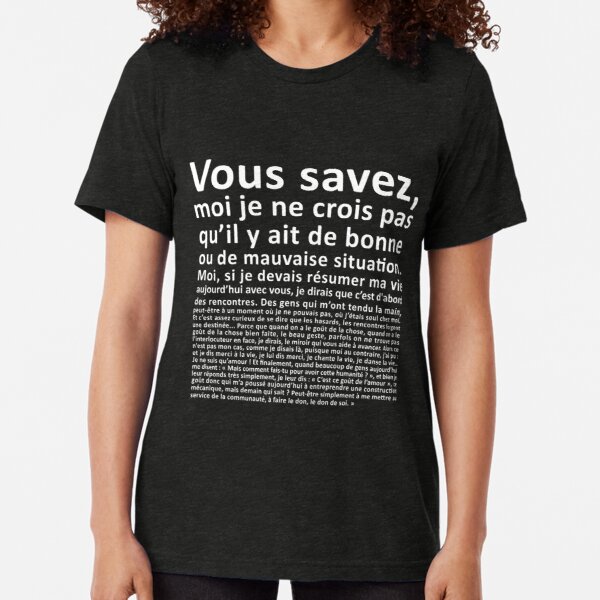 Vous savez,
moi je ne crois pas
qu'il y ait de bonne
ou de mauvaise situation.
Moi, si je devais résumer ma vie
aujourd'hui avec vous, je dirais que c'est d'abord
des rencontres. Des gens qui m'ont tendu la main,
peut-être à un moment où je ne pouvais pas, où j'étais seul chez moi.
Et c'est assez curieux de se dire que les hasards, les rencontres forgent
une destinée... Parce que quand on a le goût de la chose, quand on a le
goût de la chose bien faite, le beau geste, parfois on ne trouve pas
l'interlocuteur en face, je dirais, le miroir qui vous aide à avancer. Alors ce
n'est pas mon cas, comme je disais là, puisque moi au contraire, j'ai pu :
et je dis merci à la vie, je lui dis merci, je chante la vie, je danse la vie...
Je ne suis qu'amour ! Et finalement, quand beaucoup de gens aujourd'hui
me disent : « Mais comment fais-tu pour avoir cette humanité ? », et bien je
leur réponds très simplement, je leur dis : « C'est ce goût de l'amour », ce
goût donc qui m'a poussé aujourd'hui à entreprendre une construction
mécanique, mais demain qui sait ? Peut-être simplement à me mettre au
service de la communauté, à faire le don, le don de soi. »